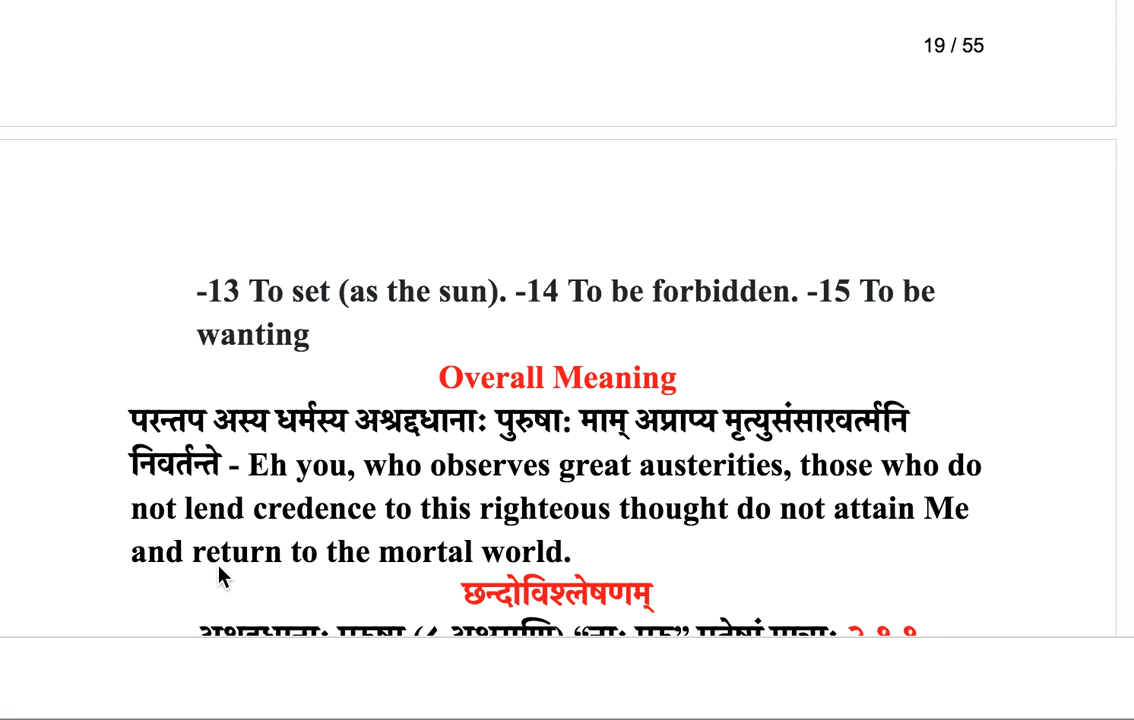 19 / 55
-13 To set (as the sun). -14 To be forbidden. -15 To be
wanting
Overall Meaning
परन्तप अस्य धर्मस्य अश्रद्दधानाः पुरुषा: माम् अप्राप्य मृत्युसंसारवर्त्मनि
निवर्तन्ते - Eh you, who observes great austerities, those who do
not lend credence to this righteous thought do not attain Me
and return to the mortal world.
छन्दोविश्लेषणम्